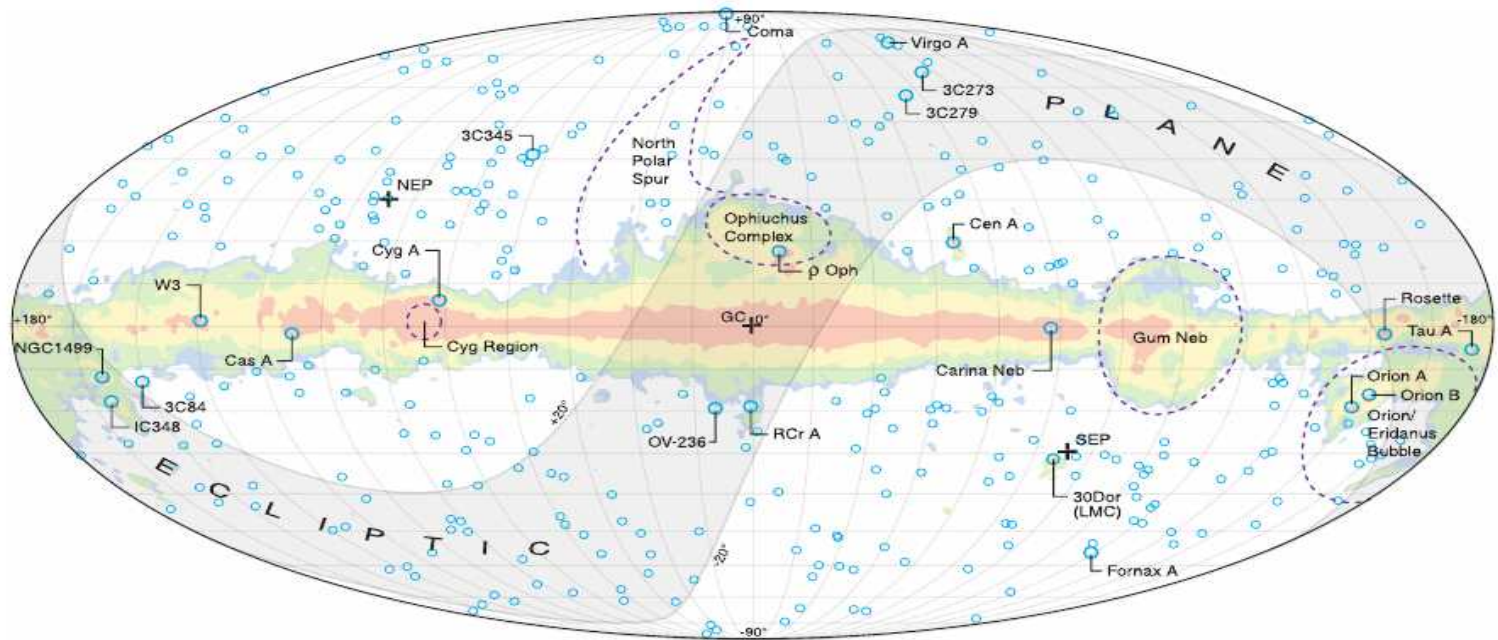 +90°
Coma
Virgo A
3C273
3C279
P L A N E
3C345
North
Polar
Spur
NEP
Ophiuchus
Complex
Cen A
Cyg A
ρ Oph
W3
Rosette
+180°
GC
0°
-180°
Tau A
NGC1499
Cyg Region
Gum Neb
Cas A
Carina Neb
Orion A
Orion B
3C84
IC348
+20°
Orion/
Eridanus
Bubble
OV-236
RCr A
SEP
E C L I P T I C
30Dor
(LMC)
-20°
Fornax A
-90°